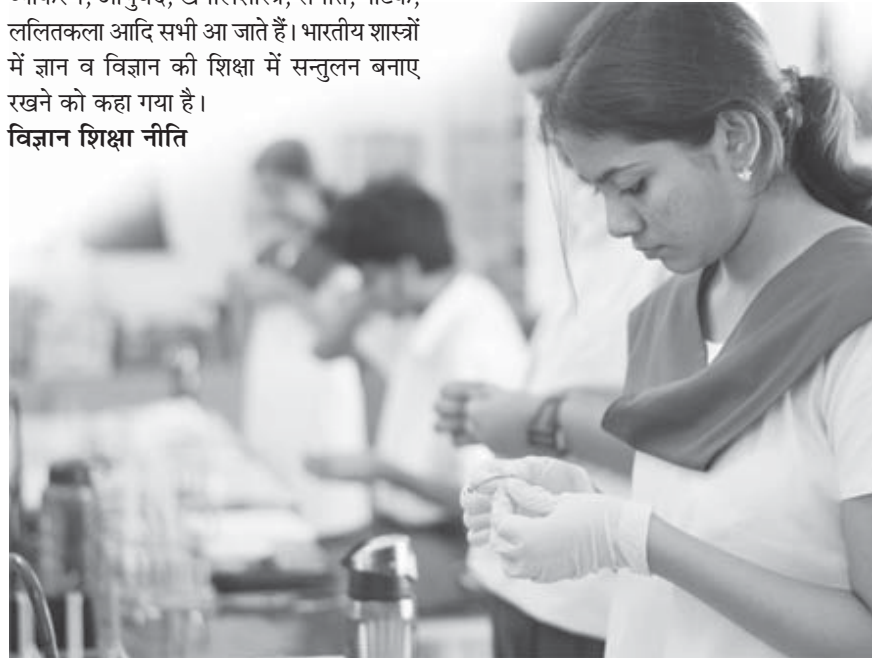 ललितकला आदि सभी आ जाते हैं। भारतीय शास्त्रों
में ज्ञान व विज्ञान की शिक्षा में सन्तुलन बनाए
रखने को कहा गया है।
विज्ञान शिक्षा नीति